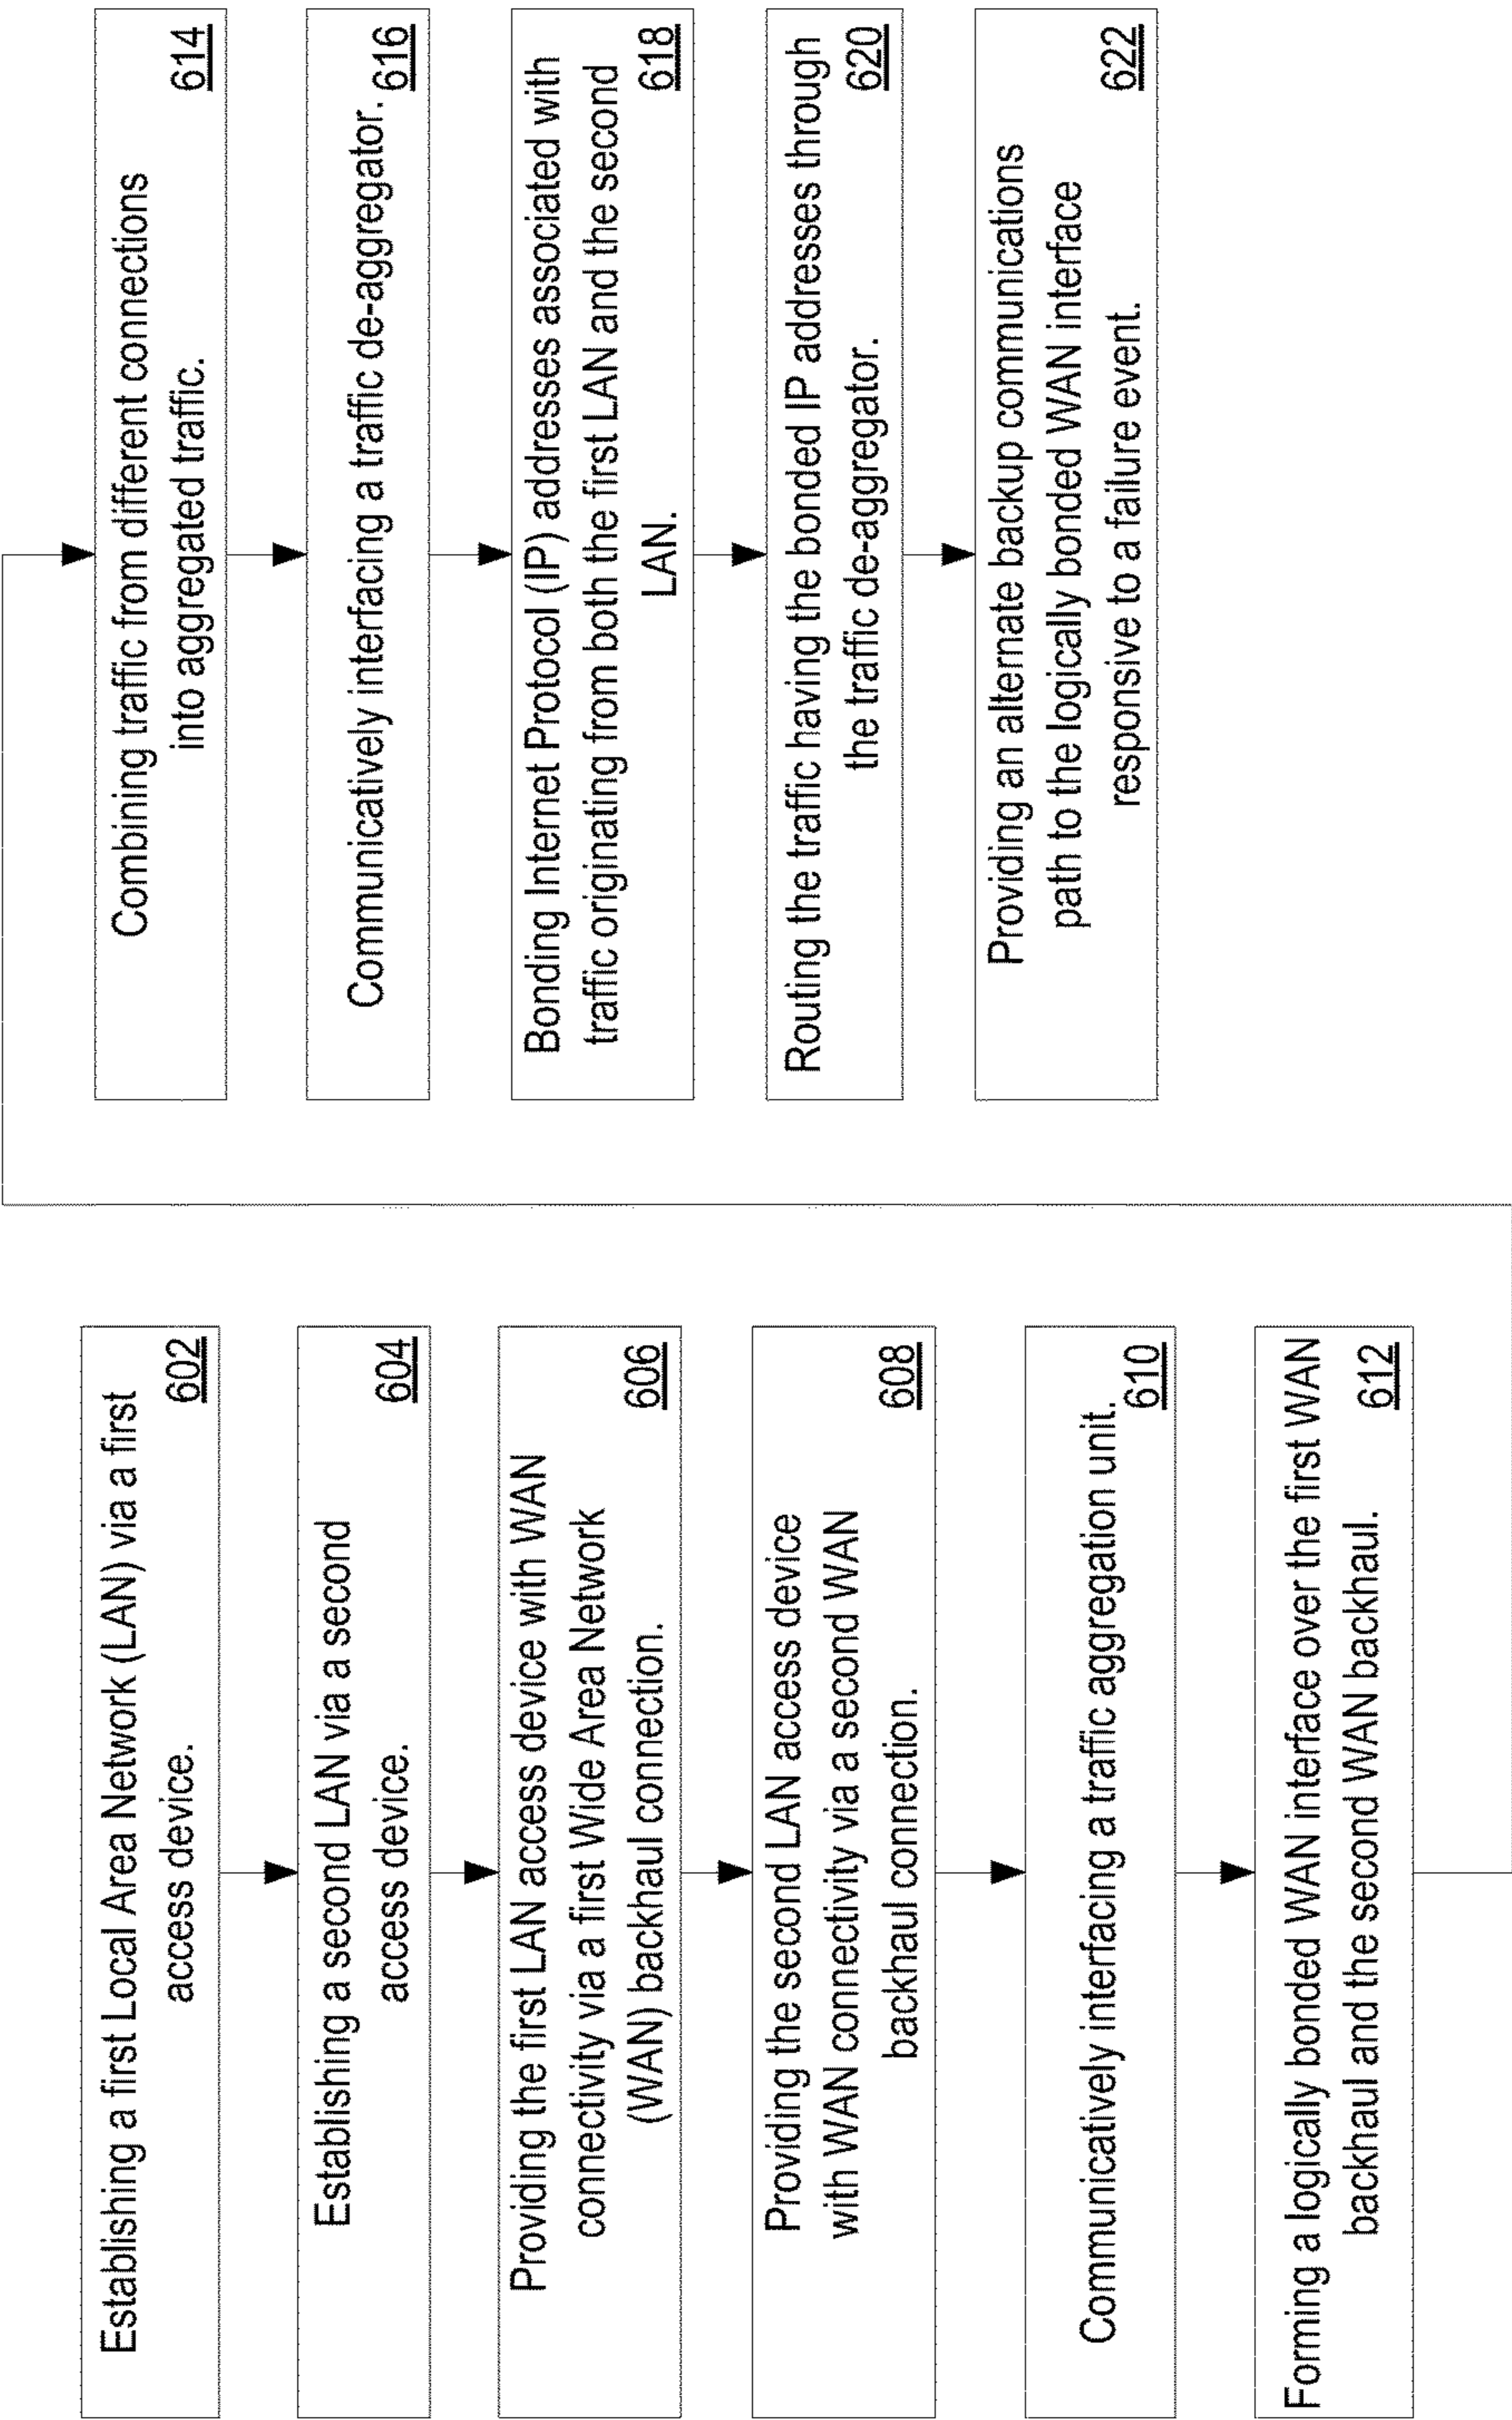 Establishing a first Local Area Network (LAN) via a first
access device.
602
Establishing a second LAN via a second
access device.
604
Providing the first LAN access device with WAN
connectivity via a first Wide Area Network
(WAN) backhaul connection.
606
Providing the second LAN access device
with WAN connectivity via a second WAN
backhaul connection.
608
Communicatively interfacing a traffic aggregation unit.
610
Forming a logically bonded WAN interface over the first WAN
backhaul and the second WAN backhaul.
612
Combining traffic from different connections
into aggregated traffic.
614
Communicatively interfacing a traffic de-aggregator.
616
Bonding Internet Protocol (IP) addresses associated with
traffic originating from both the first LAN and the second
LAN.
618
Routing the traffic having the bonded IP addresses through
the traffic de-aggregator.
620
Providing an alternate backup communications
path to the logically bonded WAN interface
responsive to a failure event.
622